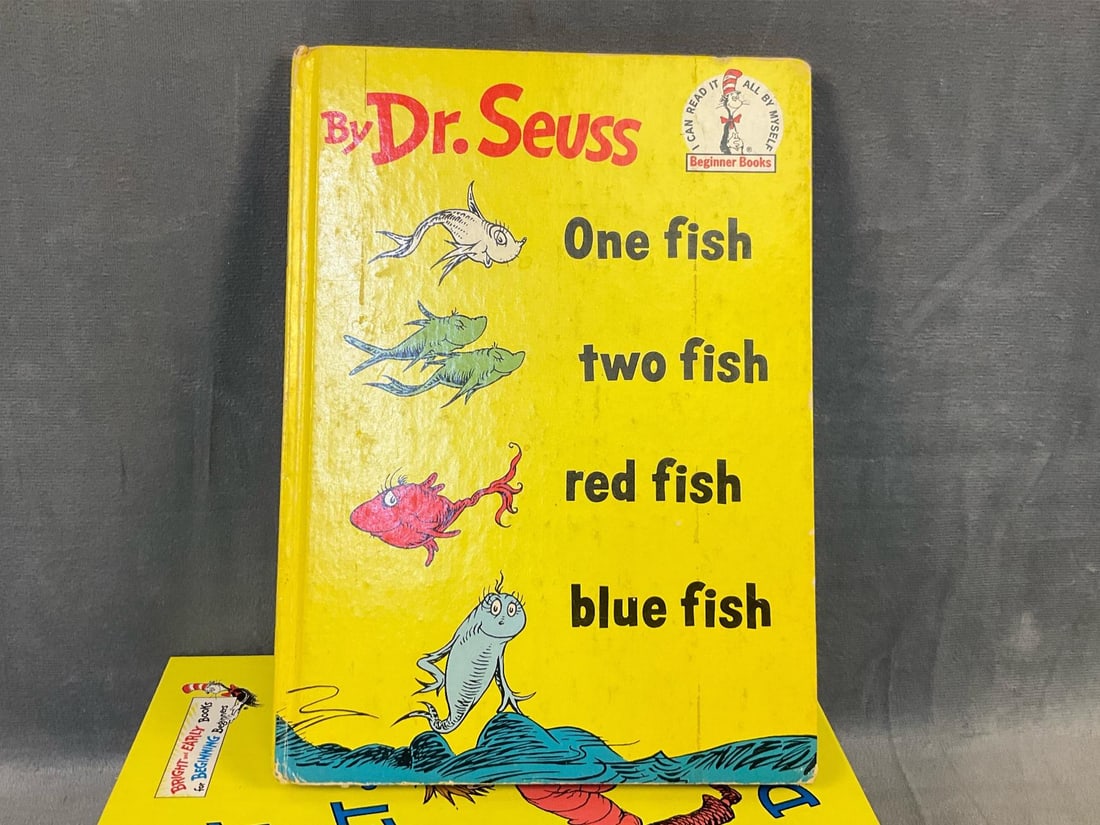 By Dr. Seuss
I CAN READ IT ALL BY MYSELF
®
Beginner Books
One fish
two fish
red fish
blue fish
BRIGHT and EARLY BOOKS
for BEGINNING Beginners